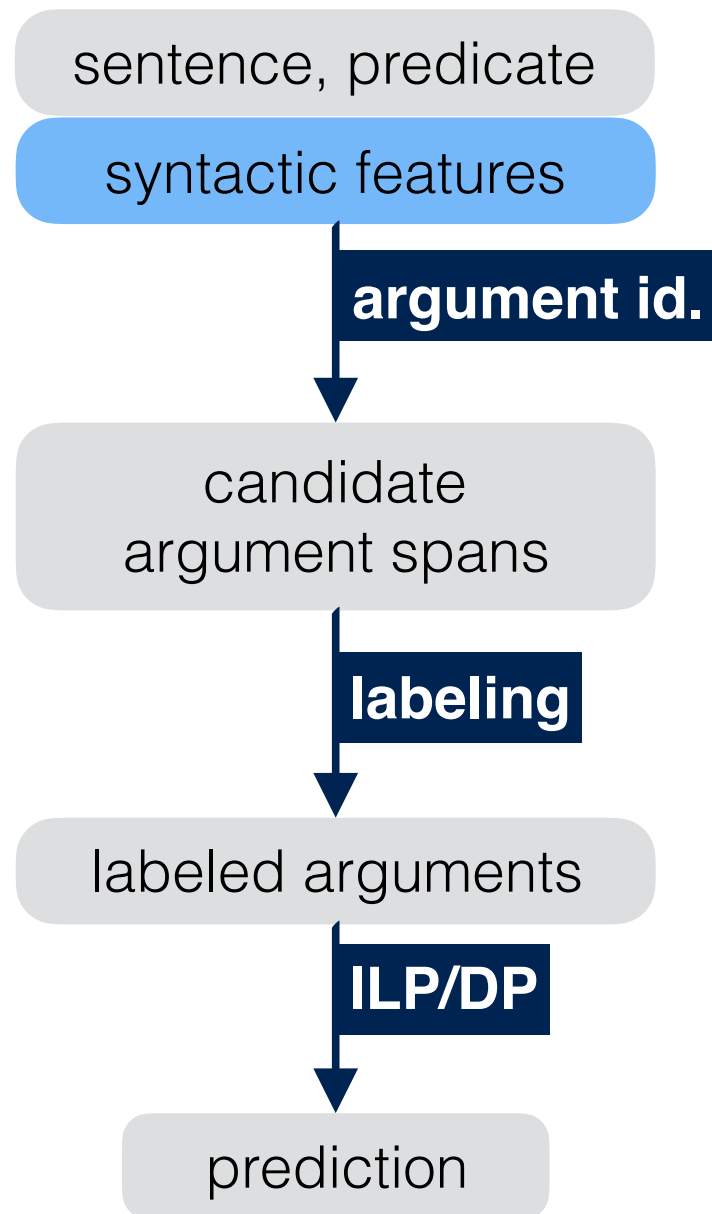 sentence, predicate
syntactic features
argument id.
candidate
argument spans
labeling
labeled arguments
ILP/DP
prediction